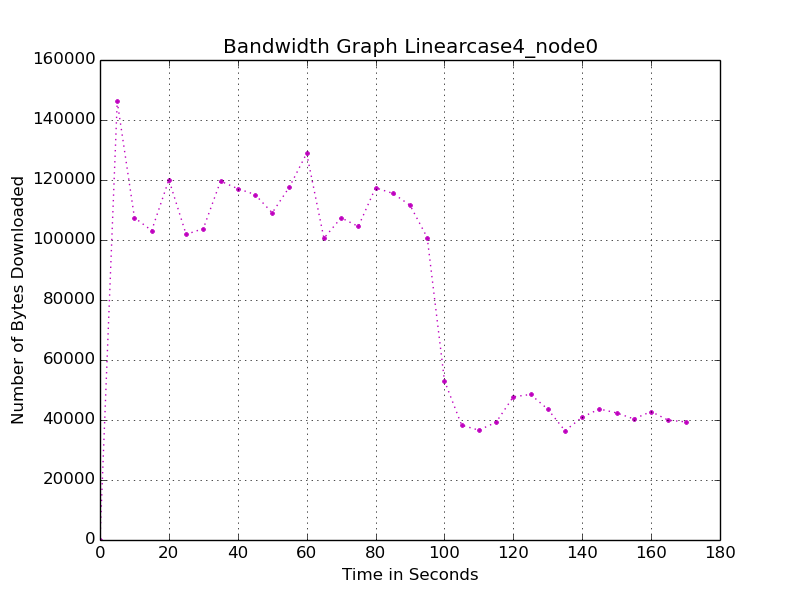 Bandwidth Graph Linearcase4_node0
160000
140000
120000
100000
80000
60000
40000
20000
0
Number of Bytes Downloaded
0 20 40 60 80 100 120 140 160 180
Time in Seconds